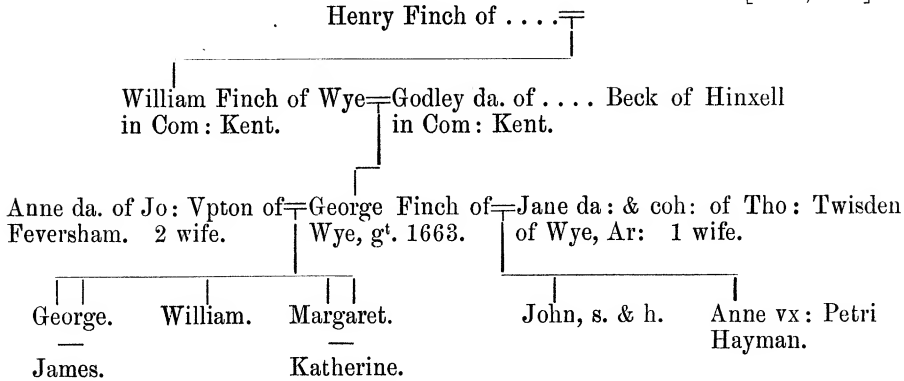 Henry Finch of . . . .
William Finch of Wye
in Com : Kent.
Godley da. of . . . . Beck of Hinxell
in Com : Kent.
Anne da. of Jo : Vpton of
Feversham. 2 wife.
George Finch of
Wye, gt. 1663.
Jane da : & coh : of Tho : Twisden
of Wye, Ar : 1 wife.
George.
James.
William.
Margaret.
Katherine.
John, s. & h.
Anne vx : Petri
Hayman.